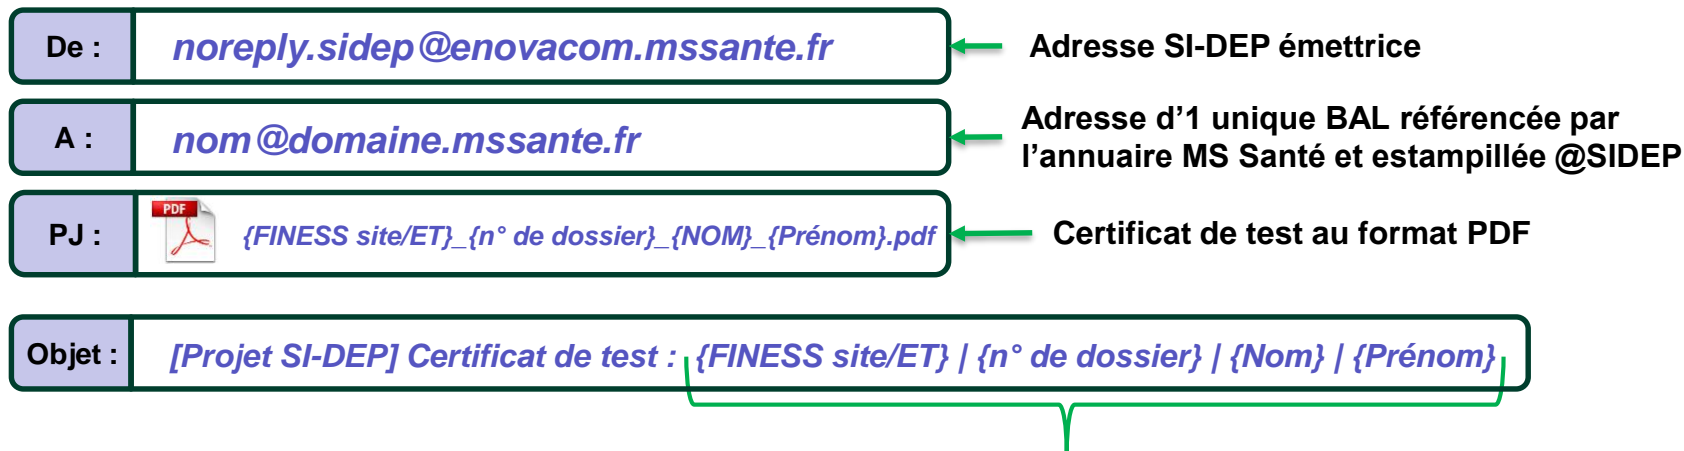 De : noreply.sidep@enovacom.mssante.fr Adresse SI-DEP émettrice
A : nom@domaine.mssante.fr Adresse d’1 unique BAL référencée par
l’annuaire MS Santé et estampillée @SIDEP
PJ : PDF {FINESS site/ET}_{n° de dossier}_{NOM}_{Prénom}.pdf Certificat de test au format PDF
Objet : [Projet SI-DEP] Certificat de test : {FINESS site/ET} | {n° de dossier} | {Nom} | {Prénom}